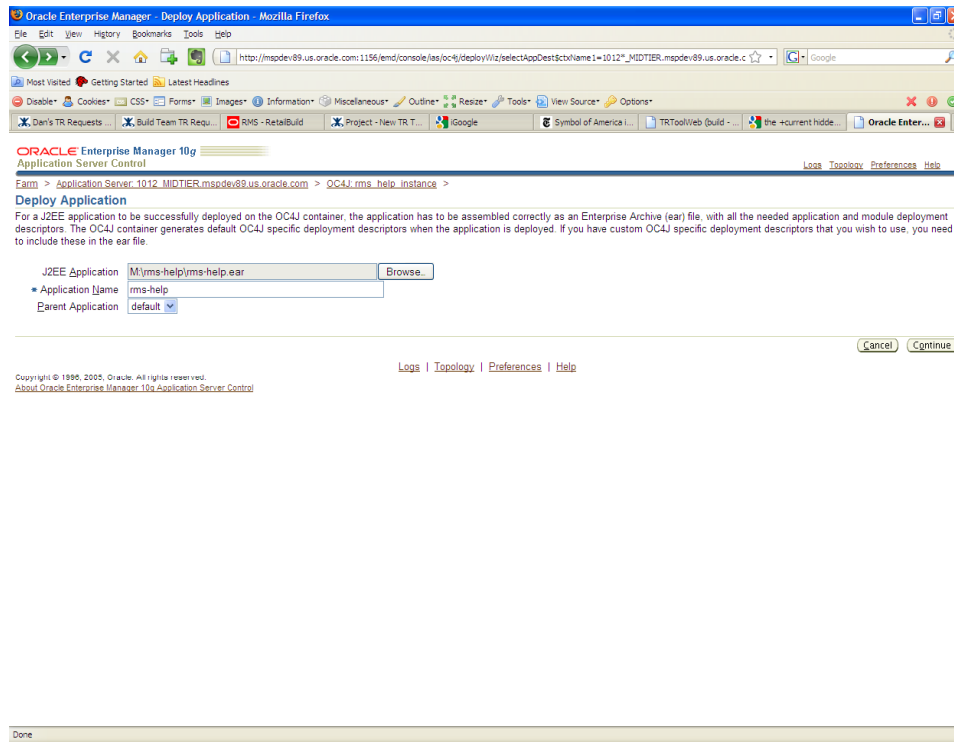 Oracle Enterprise Manager - Deploy Application - Mozilla Firefox
File Edit View History Bookmarks Tools Help
http://mspdev89.us.oracle.com:1156/emd/console/ias/oc4j/deployWiz/selectAppDest$ctxName1=1012*_MIDTIER.mspdev89.us.oracle.c
Google
Most Visited Getting Started Latest Headlines
Disable Cookies CSS Forms Images Information Miscellaneous Outline Resize Tools View Source Options
Dan's TR Requests ... Build Team TR Requ... RMS - RetailBuild Project - New TR T... iGoogle Symbol of America i... TRToolWeb (build - ... the +current hidde... Oracle Enter...
ORACLE Enterprise Manager 10g
Application Server Control
Logs Topology Preferences Help
Farm > Application Server: 1012_MIDTIER.mspdev89.us.oracle.com > OC4J: rms_help_instance >
Deploy Application
For a J2EE application to be successfully deployed on the OC4J container, the application has to be assembled correctly as an Enterprise Archive (ear) file, with all the needed application and module deployment
descriptors. The OC4J container generates default OC4J specific deployment descriptors when the application is deployed. If you have custom OC4J specific deployment descriptors that you wish to use, you need
to include these in the ear file.
J2EE Application M:\rms-help\rms-help.ear Browse..
* Application Name rms-help
Parent Application default
Cancel Continue
Logs | Topology | Preferences | Help
Copyright © 1996, 2005, Oracle. All rights reserved.
About Oracle Enterprise Manager 10g Application Server Control
Done